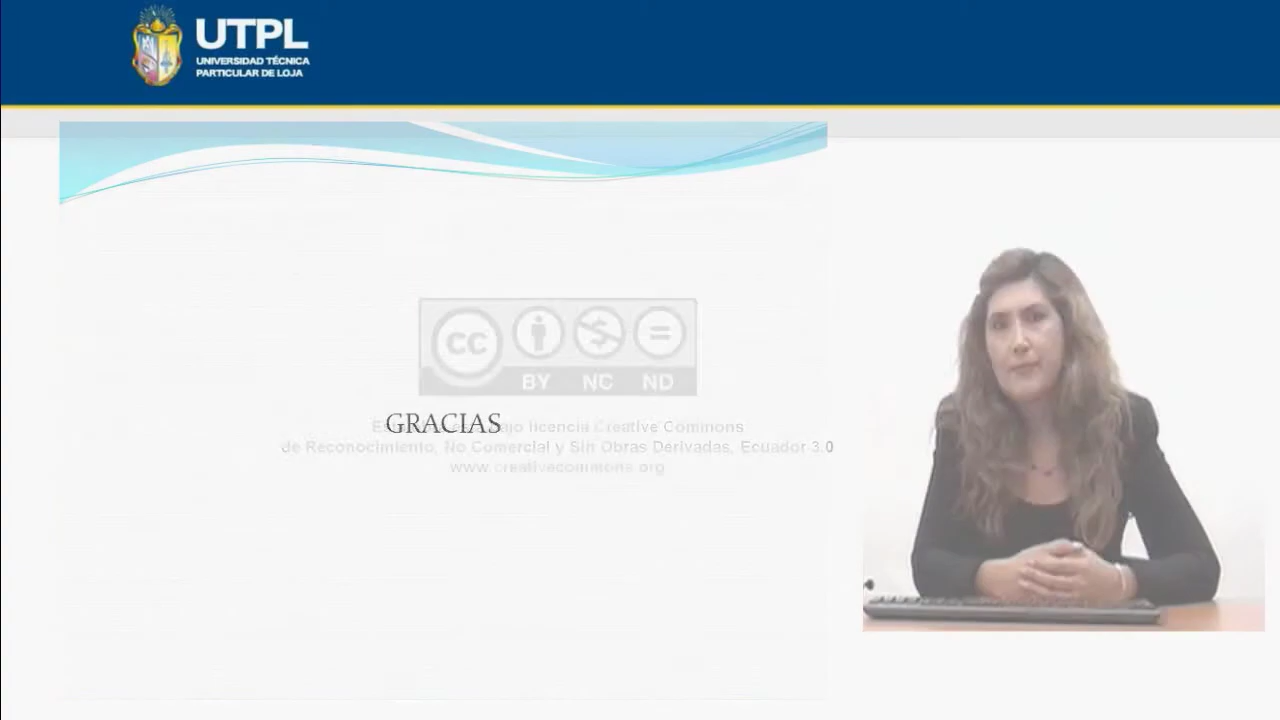 UTPL
UNIVERSIDAD TÉCNICA
PARTICULAR DE LOJA
cc
BY NC ND
GRACIAS
licencia Creative Commons
de Reconocimiento, No Comercial y Sin Obras Derivadas, Ecuador 3.0
www.creativecommons.org